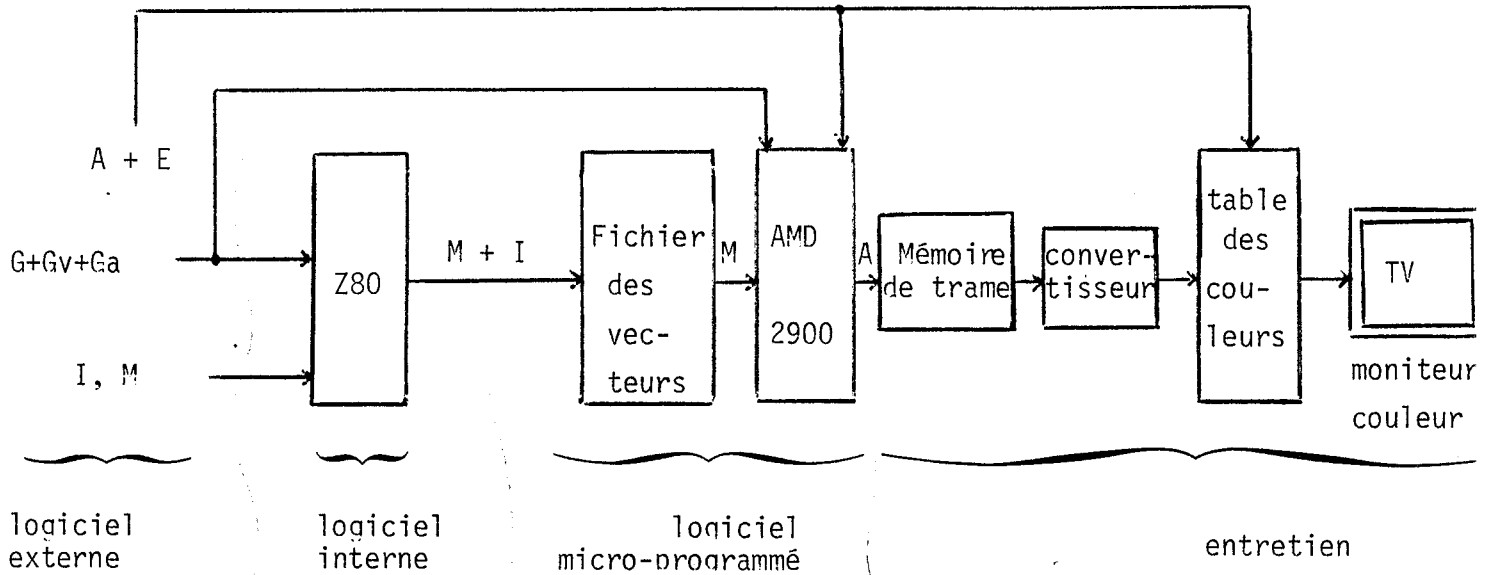 A + E
G+Gv+Ga
I, M
Z80
M + I
Fichier
des
vec-
teurs
M
AMD
2900
A
Mémoire
de trame
conver-
tisseur
table
des
cou-
leurs
TV
moniteur
couleur
logiciel
externe
logiciel
interne
logiciel
micro-programmé
entretien